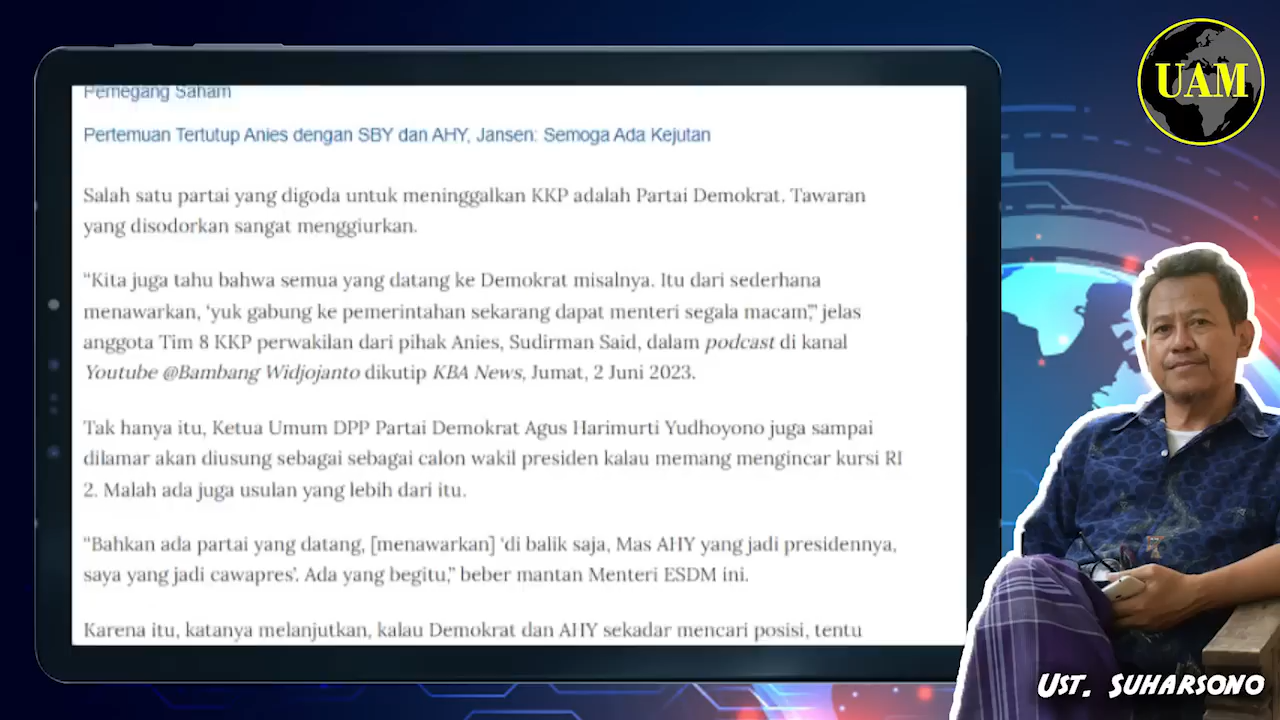 Pemegang Saham
Pertemuan Tertutup Anies dengan SBY dan AHY, Jansen: Semoga Ada Kejutan
Salah satu partai yang digoda untuk meninggalkan KKP adalah Partai Demokrat. Tawaran
yang disodorkan sangat menggiurkan.
“Kita juga tahu bahwa semua yang datang ke Demokrat misalnya. Itu dari sederhana
menawarkan, ‘yuk gabung ke pemerintahan sekarang dapat menteri segala macam’,” jelas
anggota Tim 8 KKP perwakilan dari pihak Anies, Sudirman Said, dalam podcast di kanal
Youtube @Bambang Widjojanto dikutip KBA News, Jumat, 2 Juni 2023.
Tak hanya itu, Ketua Umum DPP Partai Demokrat Agus Harimurti Yudhoyono juga sampai
dilamar akan diusung sebagai sebagai calon wakil presiden kalau memang mengincar kursi RI
2. Malah ada juga usulan yang lebih dari itu.
“Bahkan ada partai yang datang, [menawarkan] ‘di balik saja, Mas AHY yang jadi presidennya,
saya yang jadi cawapres’. Ada yang begitu,” beber mantan Menteri ESDM ini.
Karena itu, katanya melanjutkan, kalau Demokrat dan AHY sekadar mencari posisi, tentu
UAM
UST. SUHARSONO